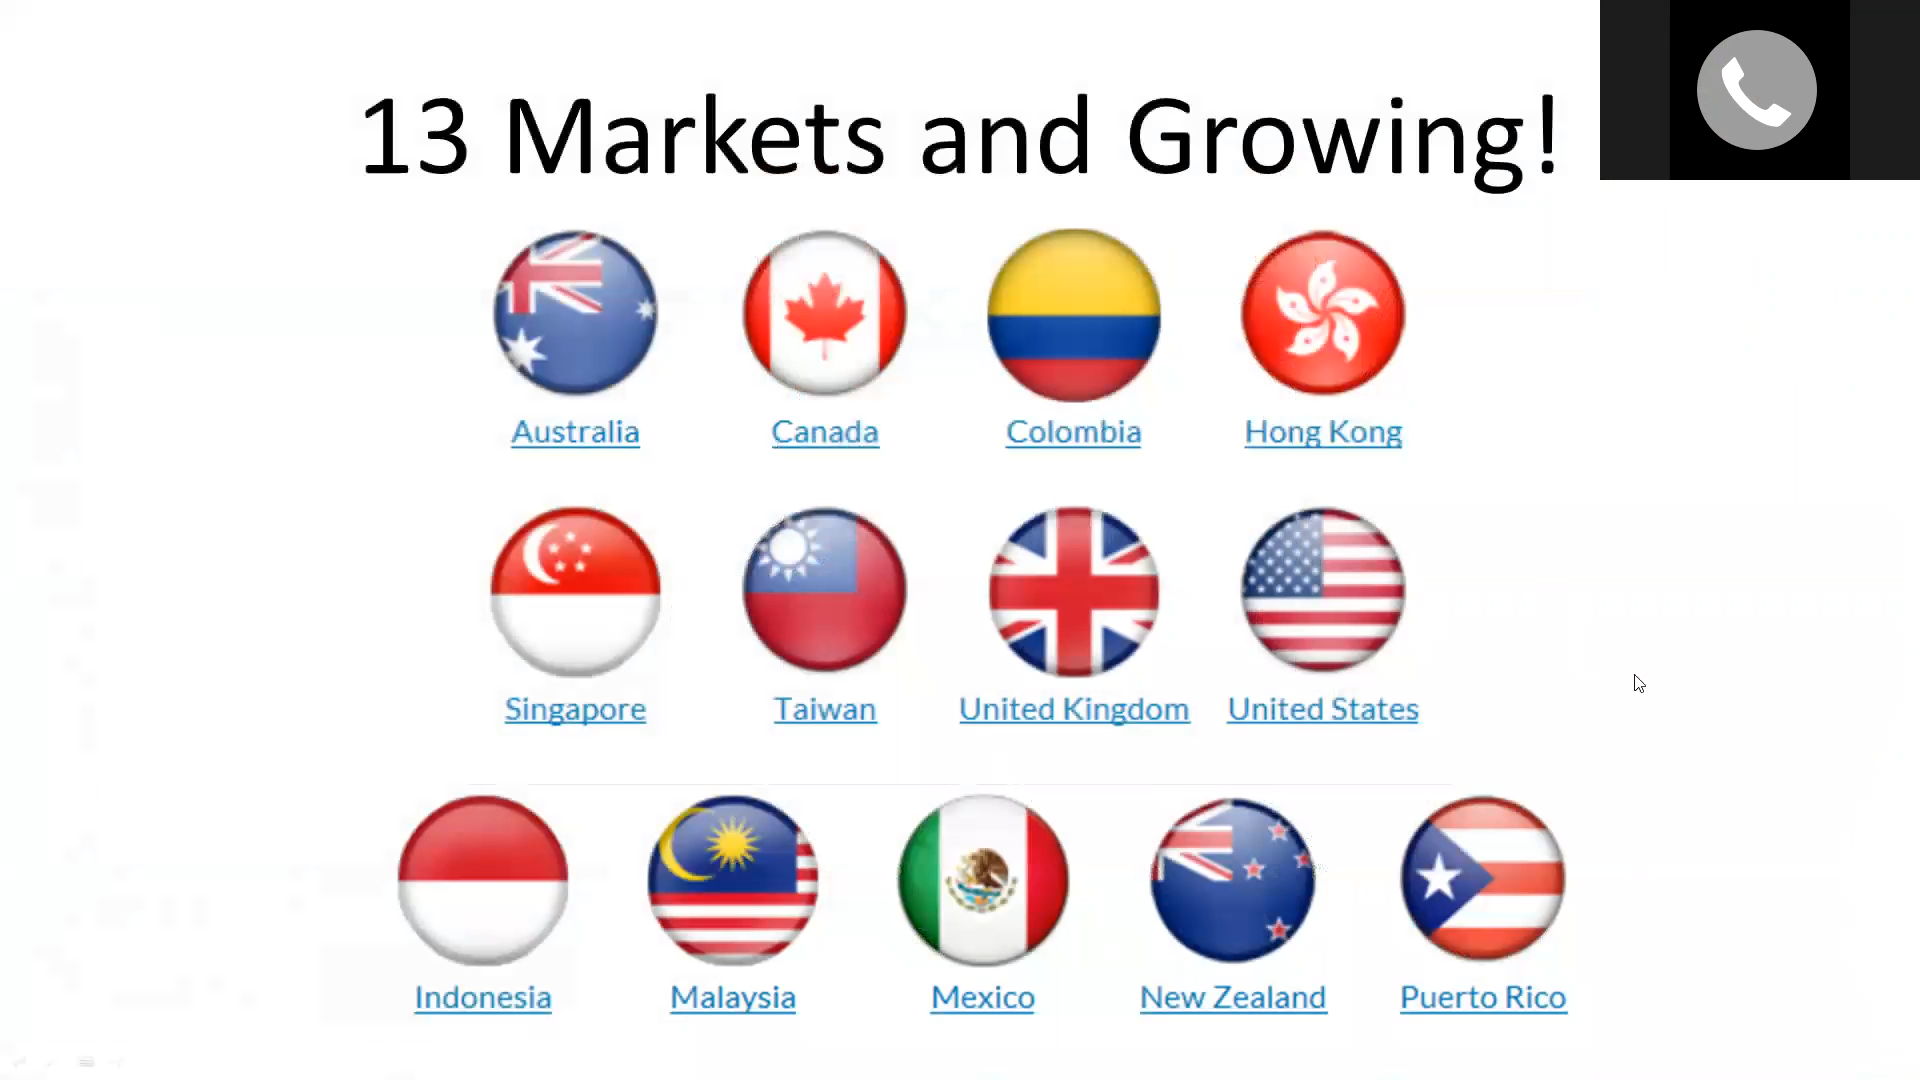 13 Markets and Growing!
Australia
Canada
Colombia
Hong Kong
Singapore
Taiwan
United Kingdom
United States
Indonesia
Malaysia
Mexico
New Zealand
Puerto Rico